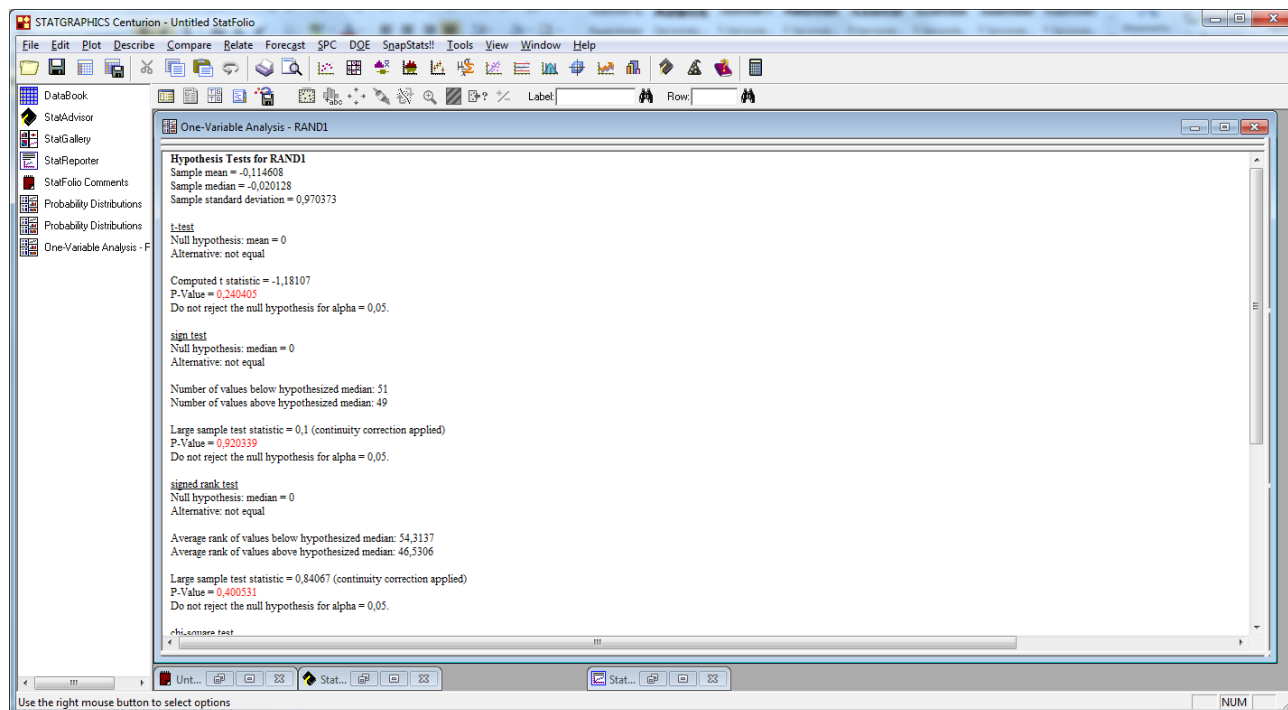 STATGRAPHICS Centurion - Untitled StatFolio
File Edit Plot Describe Compare Relate Forecast SPC DOE SnapStats!! Tools View Window Help
Label:
Row:
DataBook
StatAdvisor
StatGallery
StatReporter
StatFolio Comments
Probability Distributions
Probability Distributions
One-Variable Analysis - F
One-Variable Analysis - RAND1
Hypothesis Tests for RAND1
Sample mean = -0,114608
Sample median = -0,020128
Sample standard deviation = 0,970373
t-test
Null hypothesis: mean = 0
Alternative: not equal
Computed t statistic = -1,18107
P-Value = 0,240405
Do not reject the null hypothesis for alpha = 0,05.
sign test
Null hypothesis: median = 0
Alternative: not equal
Number of values below hypothesized median: 51
Number of values above hypothesized median: 49
Large sample test statistic = 0,1 (continuity correction applied)
P-Value = 0,920339
Do not reject the null hypothesis for alpha = 0,05.
signed rank test
Null hypothesis: median = 0
Alternative: not equal
Average rank of values below hypothesized median: 54,3137
Average rank of values above hypothesized median: 46,5306
Large sample test statistic = 0,84067 (continuity correction applied)
P-Value = 0,400531
Do not reject the null hypothesis for alpha = 0,05.
chi-square test
Unt...
Stat...
Stat...
Use the right mouse button to select options
NUM